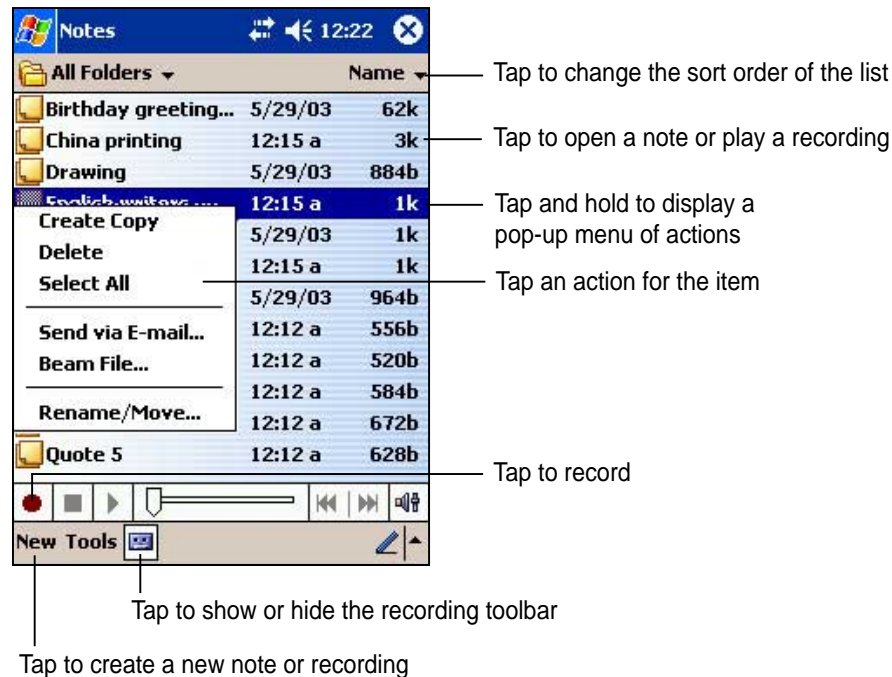 Notes 12:22
All Folders Name
Tap to change the sort order of the list
Birthday greeting... 5/29/03 62k
China printing 12:15 a 3k
Tap to open a note or play a recording
Drawing 5/29/03 884b
12:15 a 1k
Tap and hold to display a
pop-up menu of actions
Create Copy
5/29/03 1k
Delete
12:15 a 1k
Select All
Tap an action for the item
5/29/03 964b
Send via E-mail...
12:12 a 556b
Beam File...
12:12 a 520b
12:12 a 584b
Rename/Move...
12:12 a 672b
Quote 5 12:12 a 628b
Tap to record
New Tools
Tap to show or hide the recording toolbar
Tap to create a new note or recording